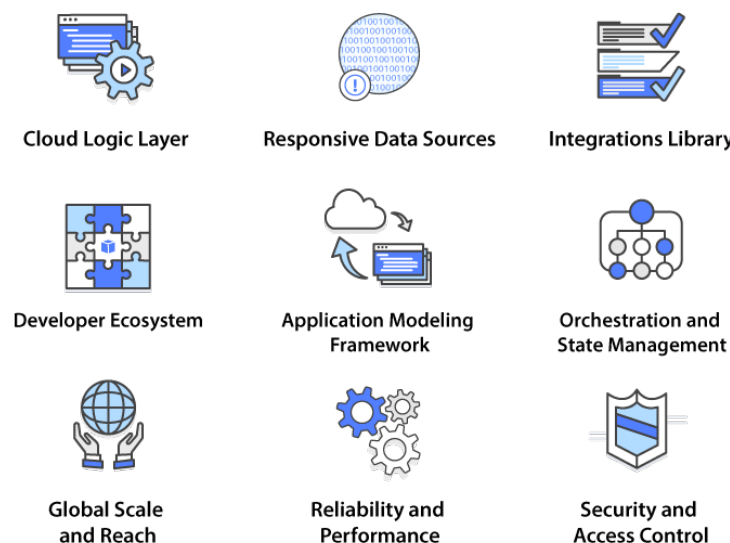 Cloud Logic Layer
Responsive Data Sources
Integrations Library
Developer Ecosystem
Application Modeling
Framework
Orchestration and
State Management
Global Scale
and Reach
Reliability and
Performance
Security and
Access Control